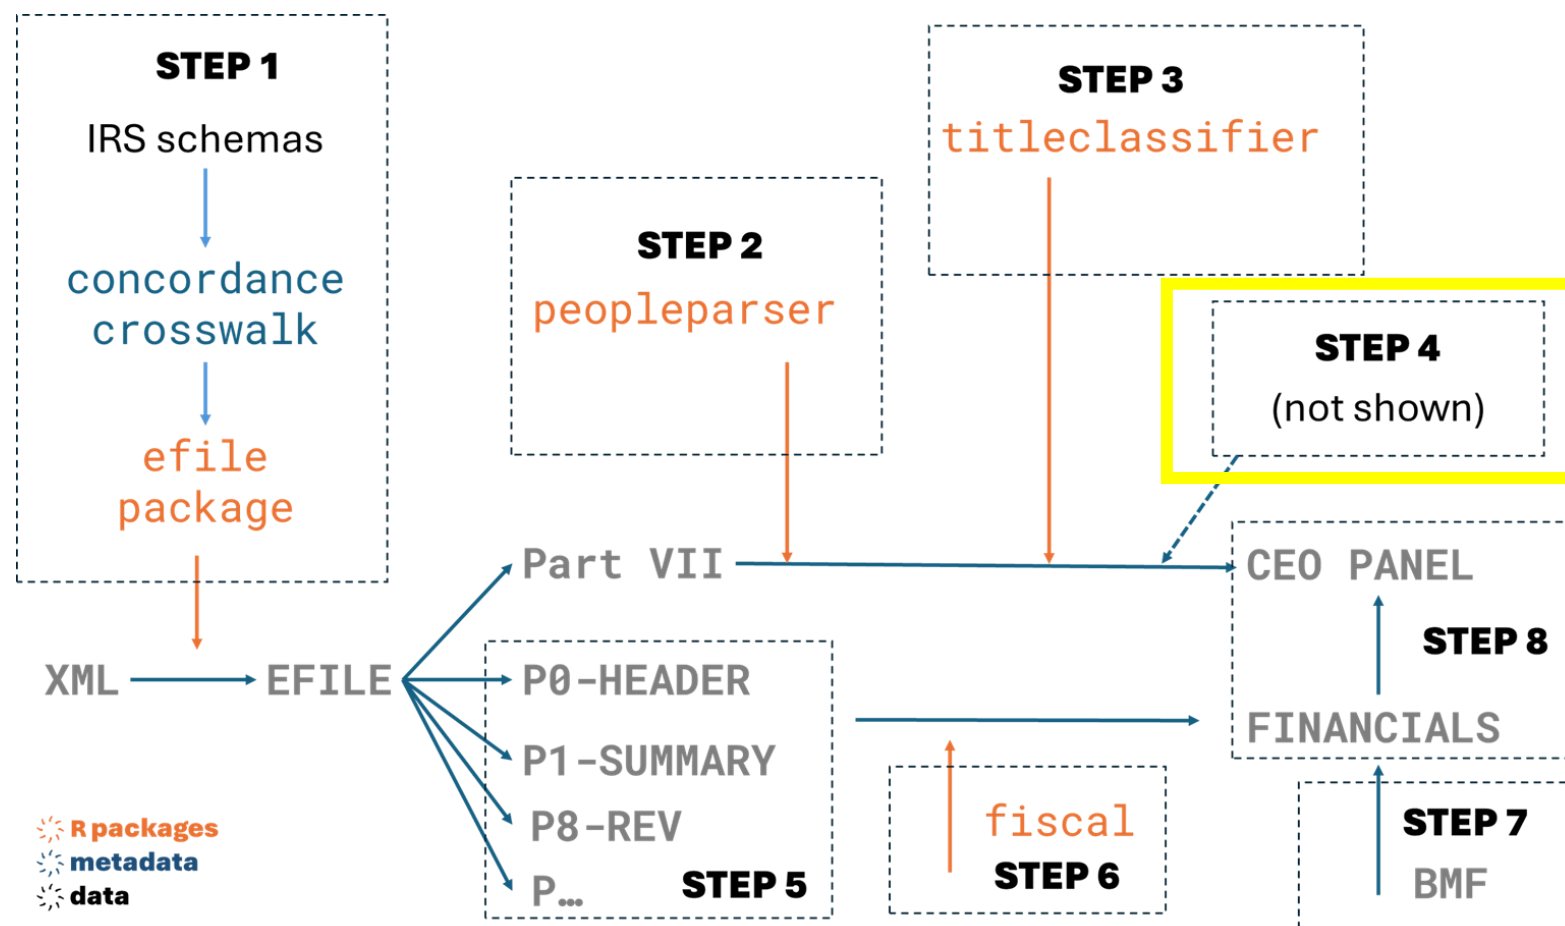 STEP 1
IRS schemas
concordance
crosswalk
efile
package
STEP 2
peopleparser
STEP 3
titleclassifier
STEP 4
(not shown)
XML
EFILE
Part VII
CEO PANEL
P0-HEADER
P1-SUMMARY
P8-REV
P…
STEP 5
fiscal
STEP 6
STEP 8
FINANCIALS
STEP 7
BMF
R packages
metadata
data